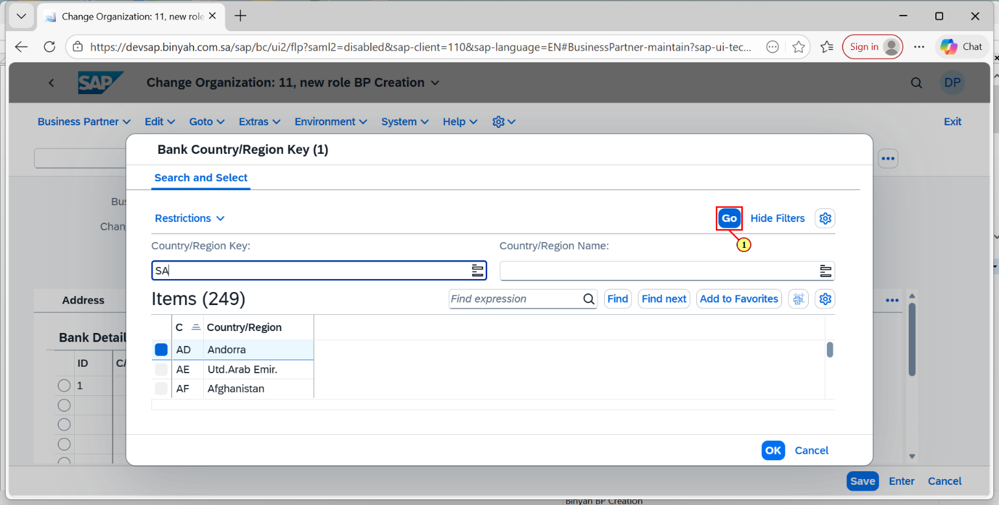 Change Organization: 11, new role
https://devsap.binyah.com.sa/sap/bc/ui2/flp?saml2=disabled&sap-client=110&sap-language=EN#BusinessPartner-maintain?sap-ui-tec...
Sign in
Chat
SAP
Change Organization: 11, new role BP Creation
DP
Business Partner Edit Goto Extras Environment System Help
Exit
Bank Country/Region Key (1)
Search and Select
Restrictions
Go
Hide Filters
1
Country/Region Key:
Country/Region Name:
SA
Items (249)
Find expression
Find
Find next
Add to Favorites
C Country/Region
AD Andorra
AE Utd.Arab Emir.
AF Afghanistan
OK
Cancel
Bus
Chan
Address
Bank Detail
ID C/
1
Save Enter Cancel
Binyah BP Creation